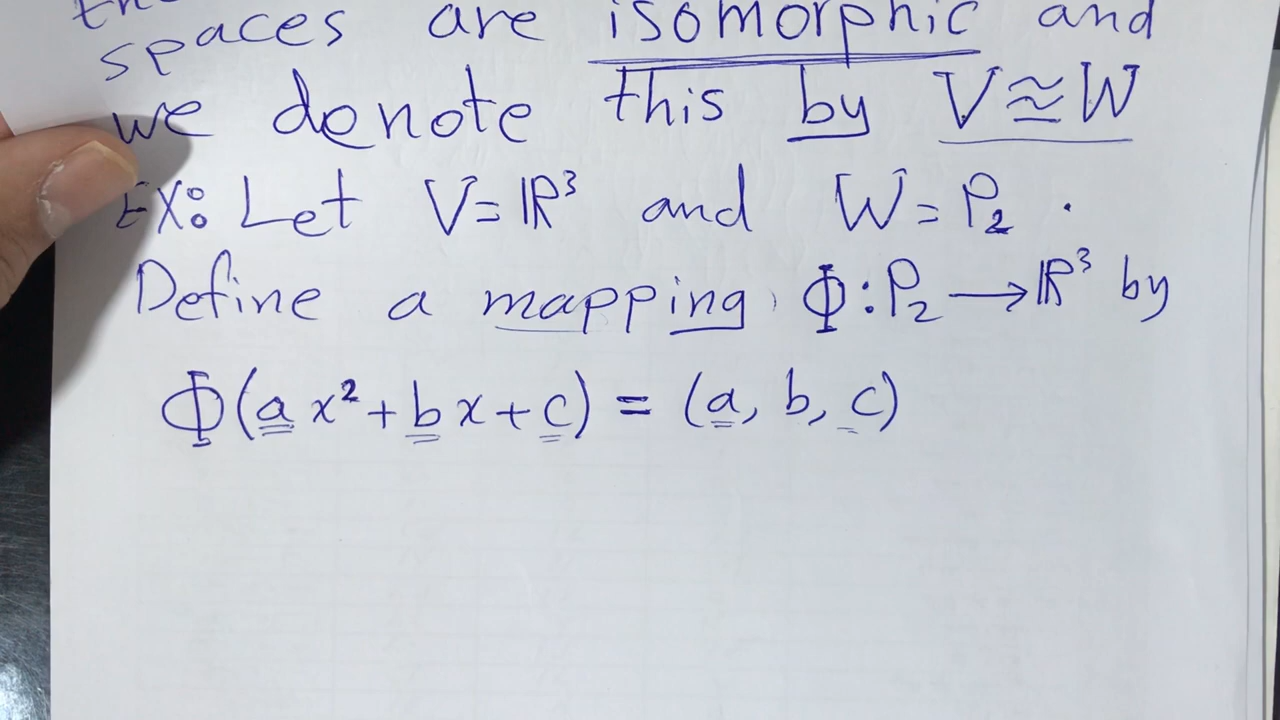 spaces are isomorphic and
we denote this by V≅W
EX: Let V=ℝ³ and W=P₂.
Define a mapping Φ:P₂→ℝ³ by
Φ(ax²+bx+c)=(a,b,c)